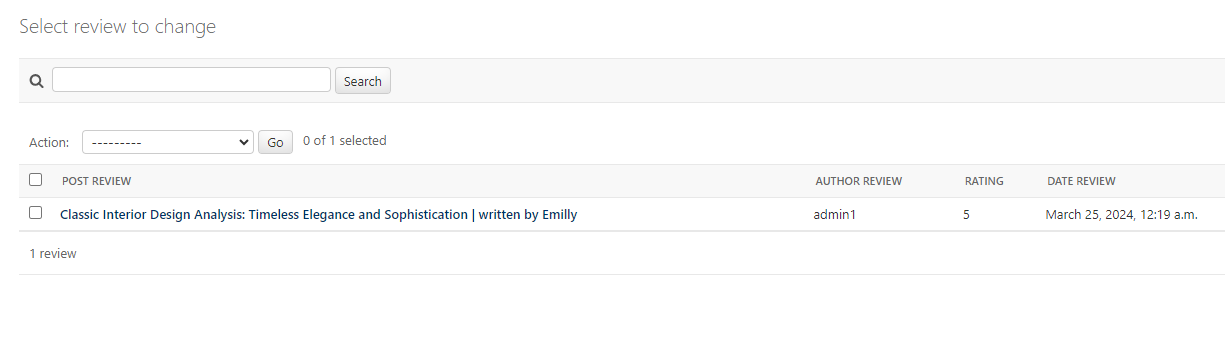 Select review to change
Search
Action: --------- Go 0 of 1 selected
POST REVIEW AUTHOR REVIEW RATING DATE REVIEW
Classic Interior Design Analysis: Timeless Elegance and Sophistication | written by Emilly admin1 5 March 25, 2024, 12:19 a.m.
1 review